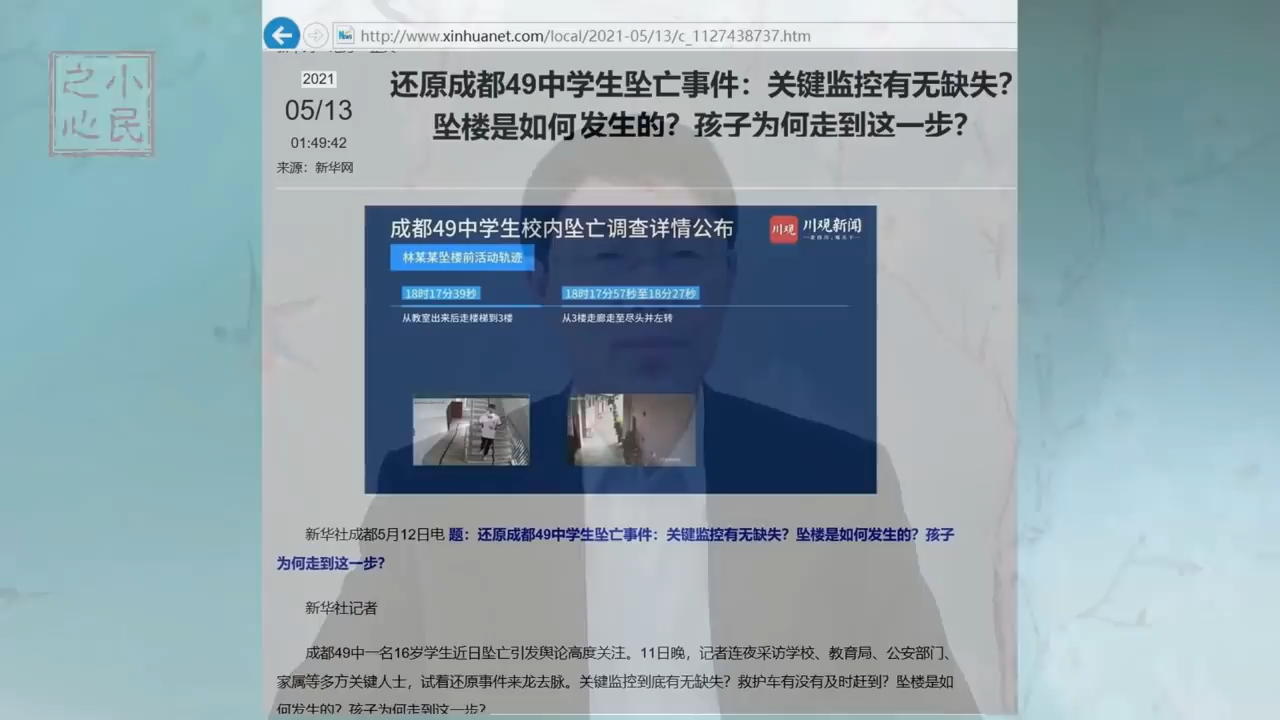 小民之心
http://www.xinhuanet.com/local/2021-05/13/c_1127438737.htm
2021
05/13
01:49:42
来源：新华网
还原成都49中学生坠亡事件：关键监控有无缺失？
坠楼是如何发生的？孩子为何走到这一步？
成都49中学生校内坠亡调查详情公布
川观
川观新闻
林某某坠楼前活动轨迹
18时17分39秒
18时17分57秒至18分27秒
从教室出来后走楼梯到3楼
从3楼走廊走至尽头并左转
新华社成都5月12日电 题：还原成都49中学生坠亡事件：关键监控有无缺失？坠楼是如何发生的？孩子
为何走到这一步？
新华社记者
成都49中一名16岁学生近日坠亡引发舆论高度关注。11日晚，记者连夜采访学校、教育局、公安部门、
家属等多方关键人士，试着还原事件来龙去脉。关键监控到底有无缺失？救护车有没有及时赶到？坠楼是如
何发生的？孩子为何走到这一步？